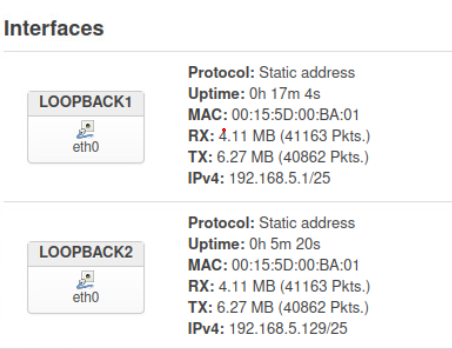 Interfaces
LOOPBACK1
eth0
Protocol: Static address
Uptime: 0h 17m 4s
MAC: 00:15:5D:00:BA:01
RX: 4.11 MB (41163 Pkts.)
TX: 6.27 MB (40862 Pkts.)
IPv4: 192.168.5.1/25
LOOPBACK2
eth0
Protocol: Static address
Uptime: 0h 5m 20s
MAC: 00:15:5D:00:BA:01
RX: 4.11 MB (41163 Pkts.)
TX: 6.27 MB (40862 Pkts.)
IPv4: 192.168.5.129/25